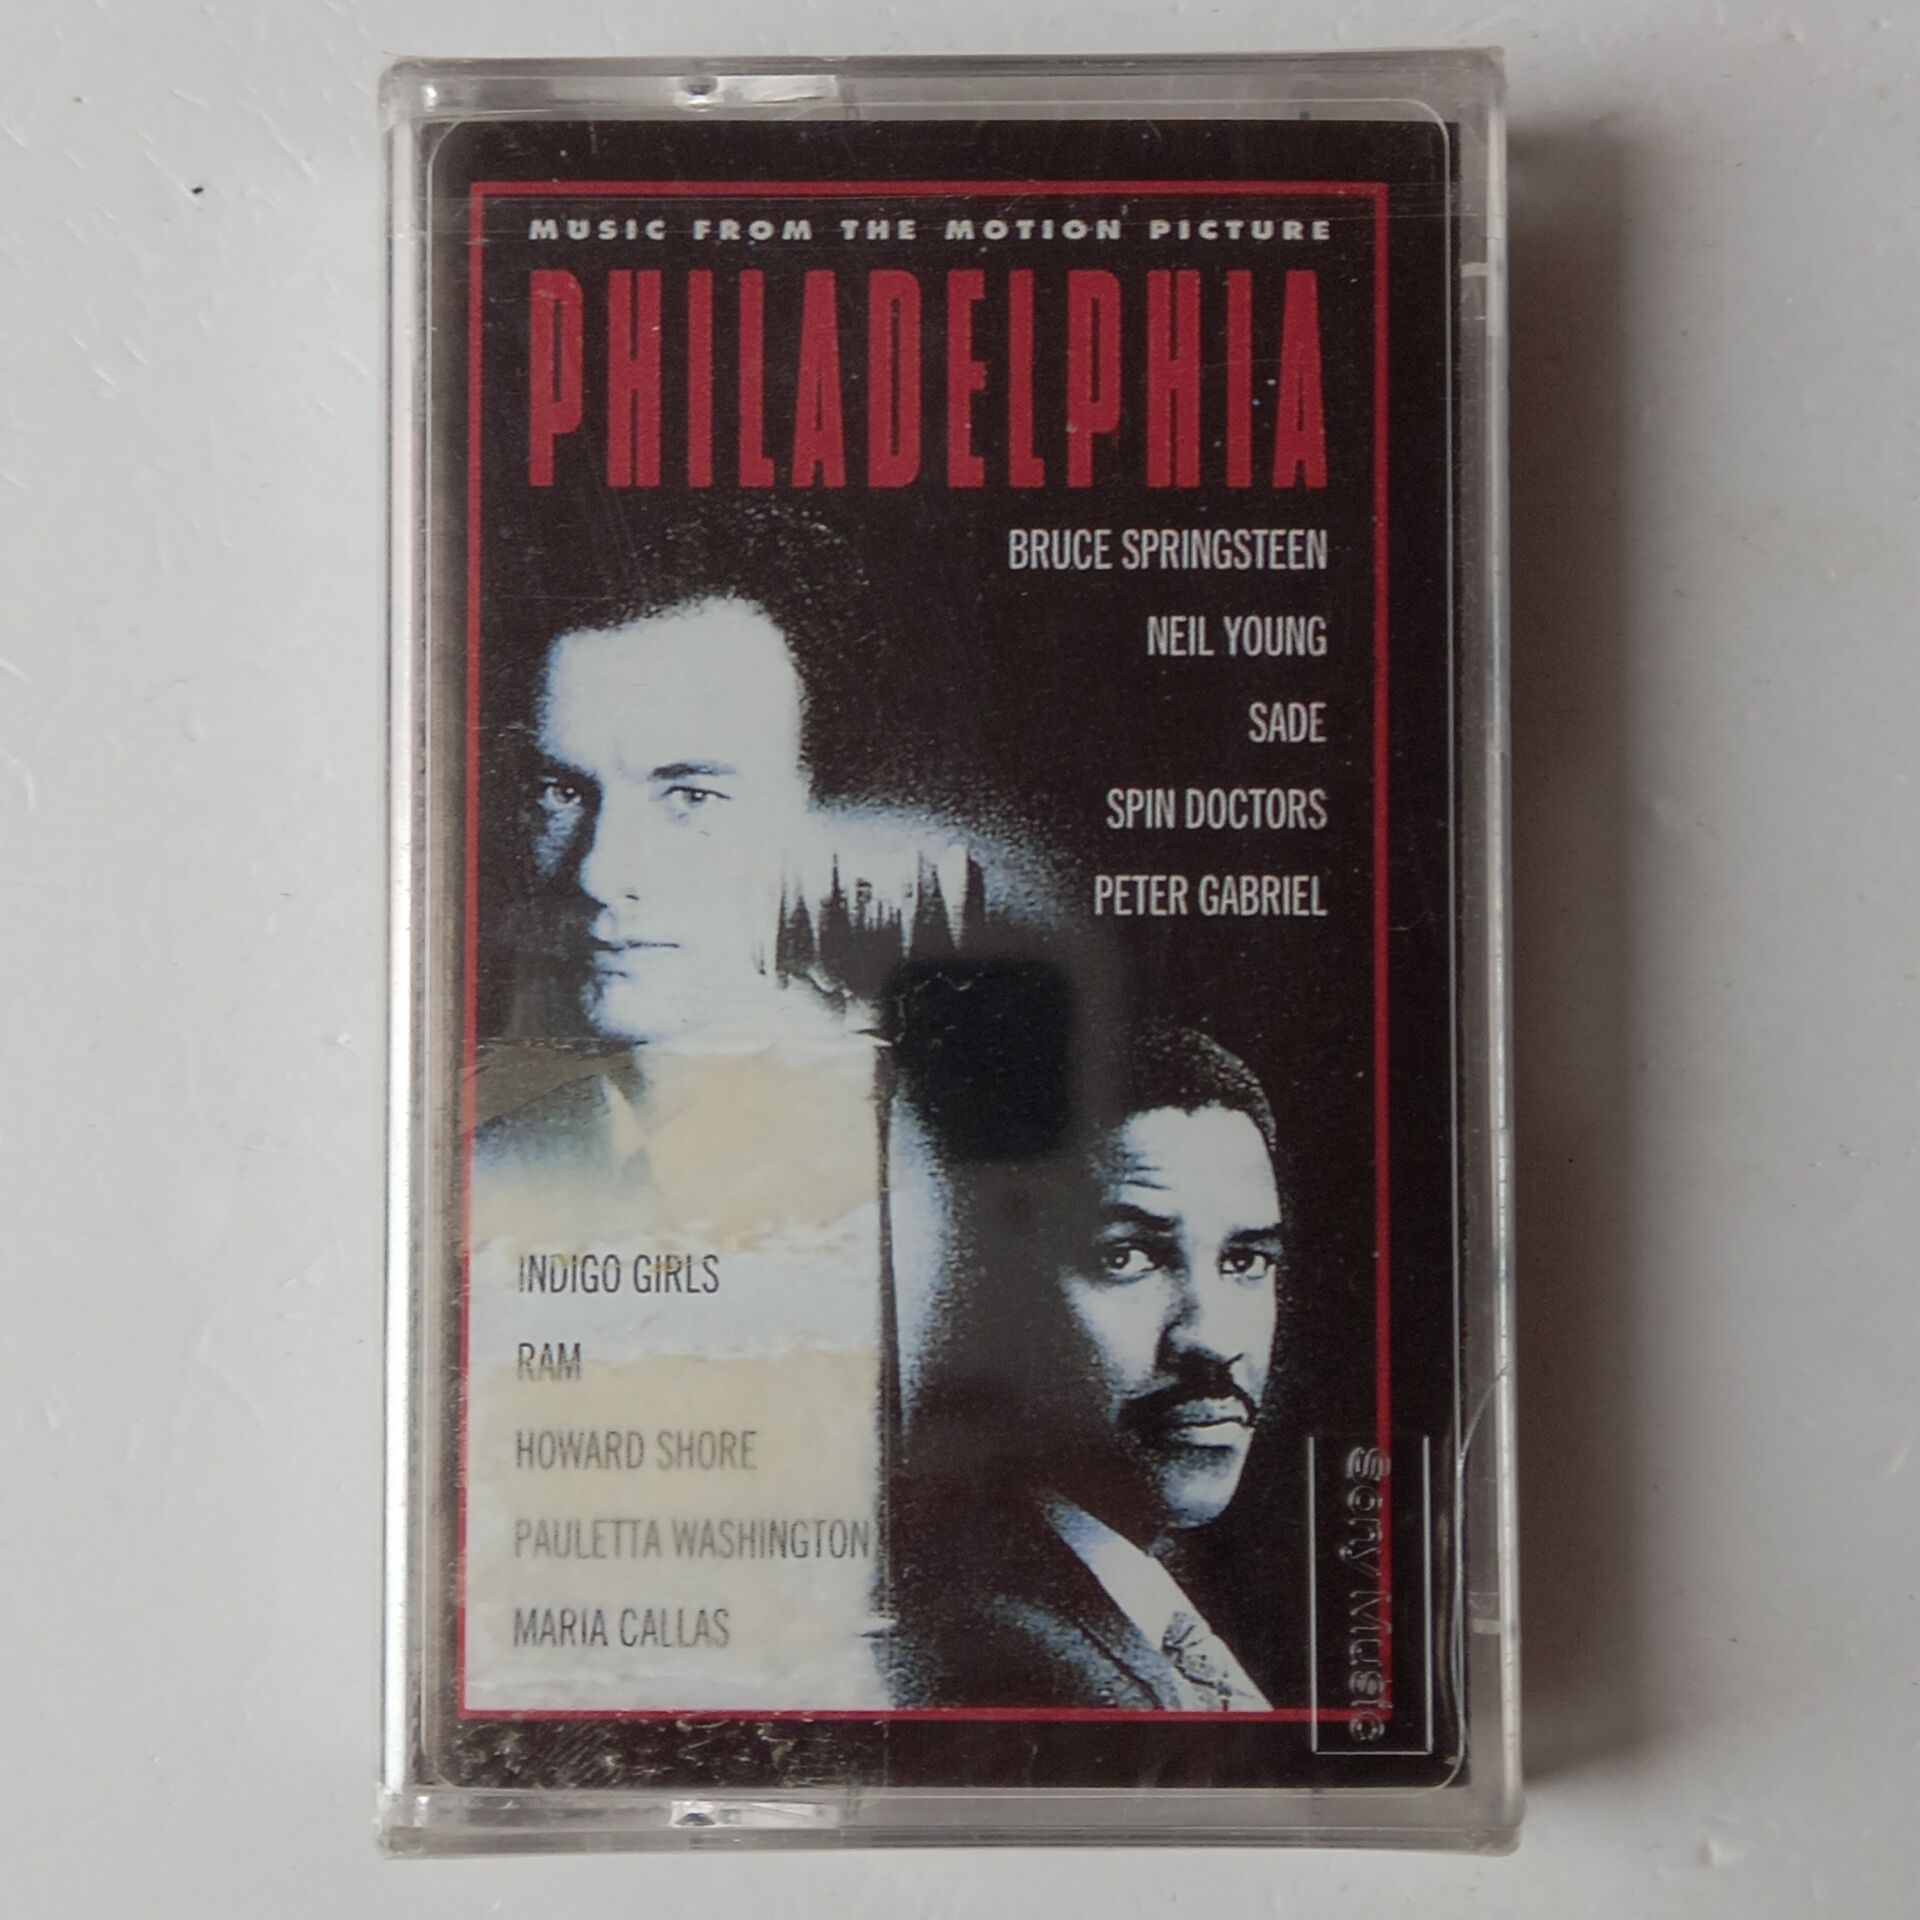 MUSIC FROM THE MOTION PICTURE
PHILADELPHIA
BRUCE SPRINGSTEEN
NEIL YOUNG
SADE
SPIN DOCTORS
PETER GABRIEL
INDIGO GIRLS
RAM
HOWARD SHORE
PAULETTA WASHINGTON
MARIA CALLAS
Sony Music